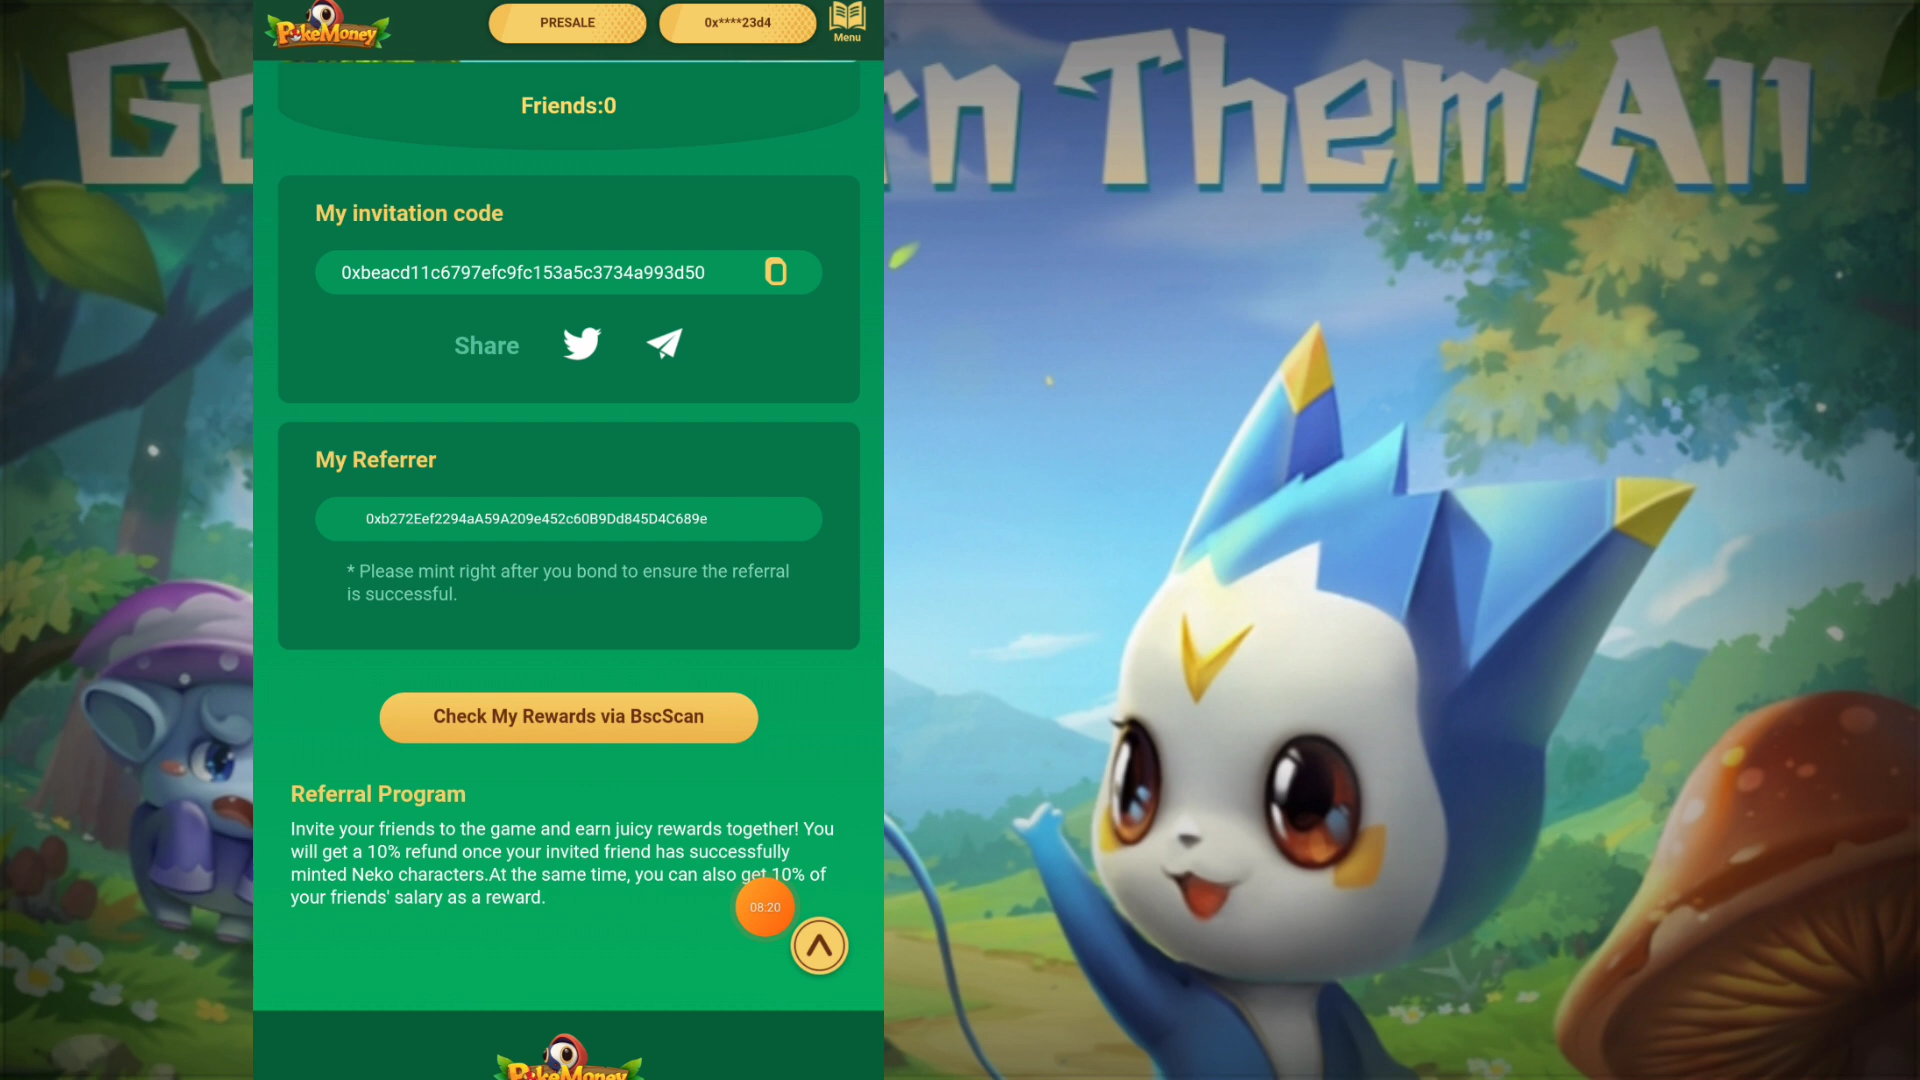 PokeMoney
PRESALE
0x****23d4
Menu
rn Them All
Friends:0
My invitation code
0xbeacd11c6797efc9fc153a5c3734a993d50
Share
My Referrer
0xb272Eef2294aA59A209e452c60B9Dd845D4C689e
* Please mint right after you bond to ensure the referral
is successful.
Check My Rewards via BscScan
Referral Program
Invite your friends to the game and earn juicy rewards together! You
will get a 10% refund once your invited friend has successfully
minted Neko characters.At the same time, you can also get 10% of
your friends' salary as a reward.
08:20
PokeMoney